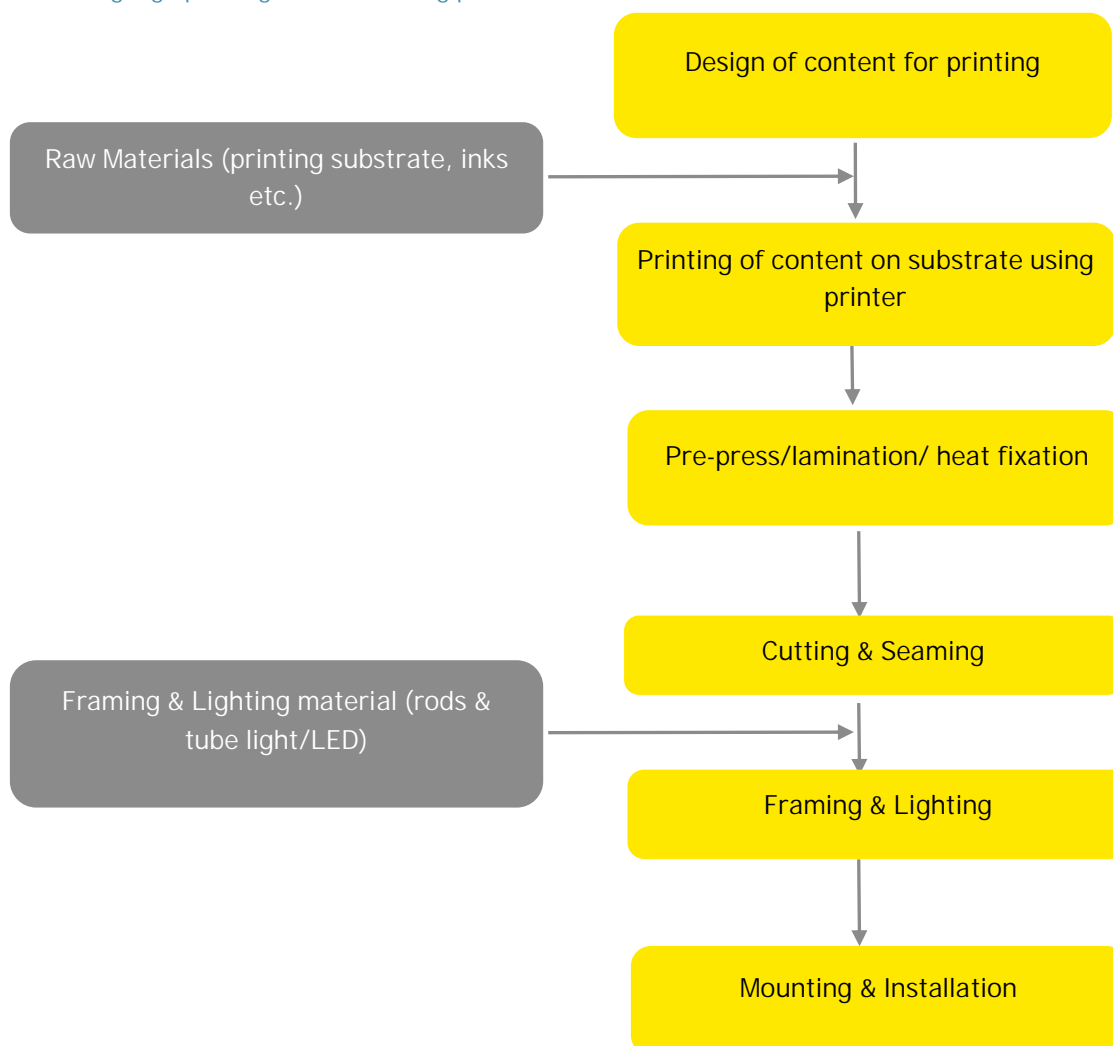 Design of content for printing
Raw Materials (printing substrate, inks
etc.)
Printing of content on substrate using
printer
Pre-press/lamination/ heat fixation
Cutting & Seaming
Framing & Lighting material (rods &
tube light/LED)
Framing & Lighting
Mounting & Installation